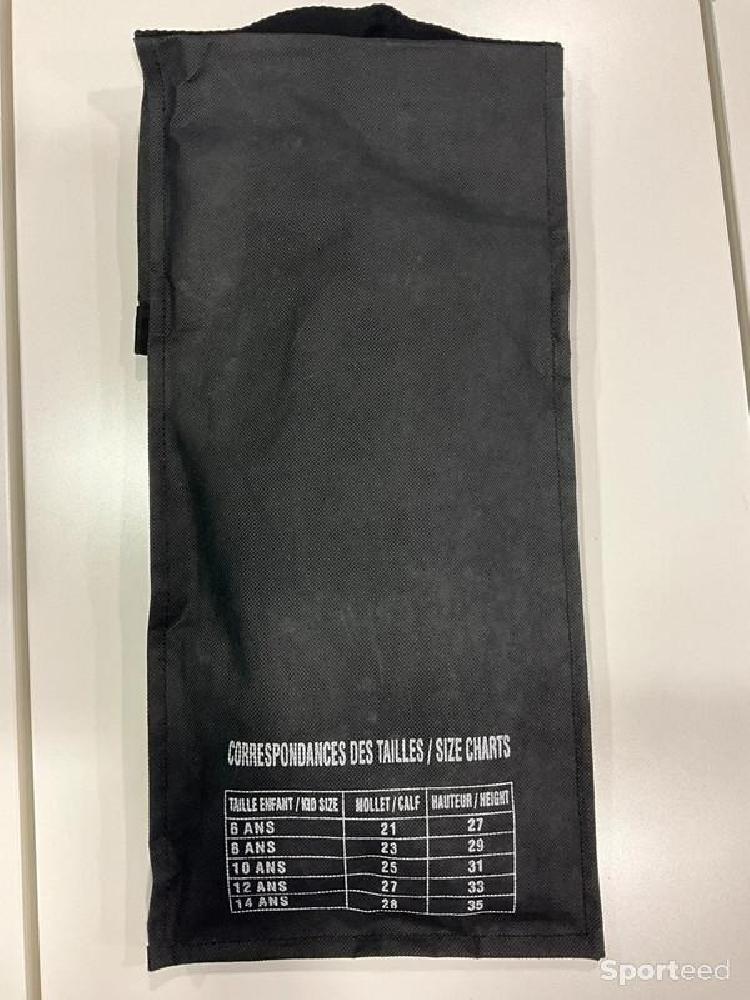 CORRESPONDANCES DES TAILLES / SIZE CHARTS
TAILLE ENFANT / KID SIZE MOLLET / CALF HAUTEUR / HEIGHT
6 ANS 21 27
8 ANS 23 29
10 ANS 25 31
12 ANS 27 33
14 ANS 28 35
Sporteed